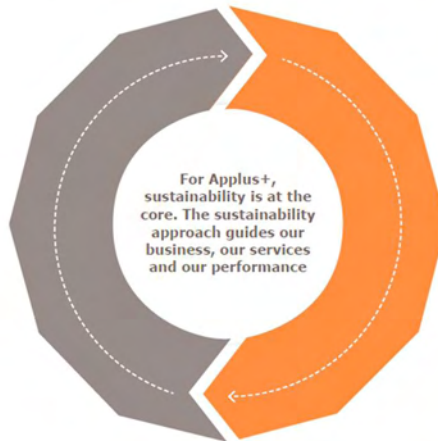 For Applus+,
sustainability is at the
core. The sustainability
approach guides our
business, our services
and our performance